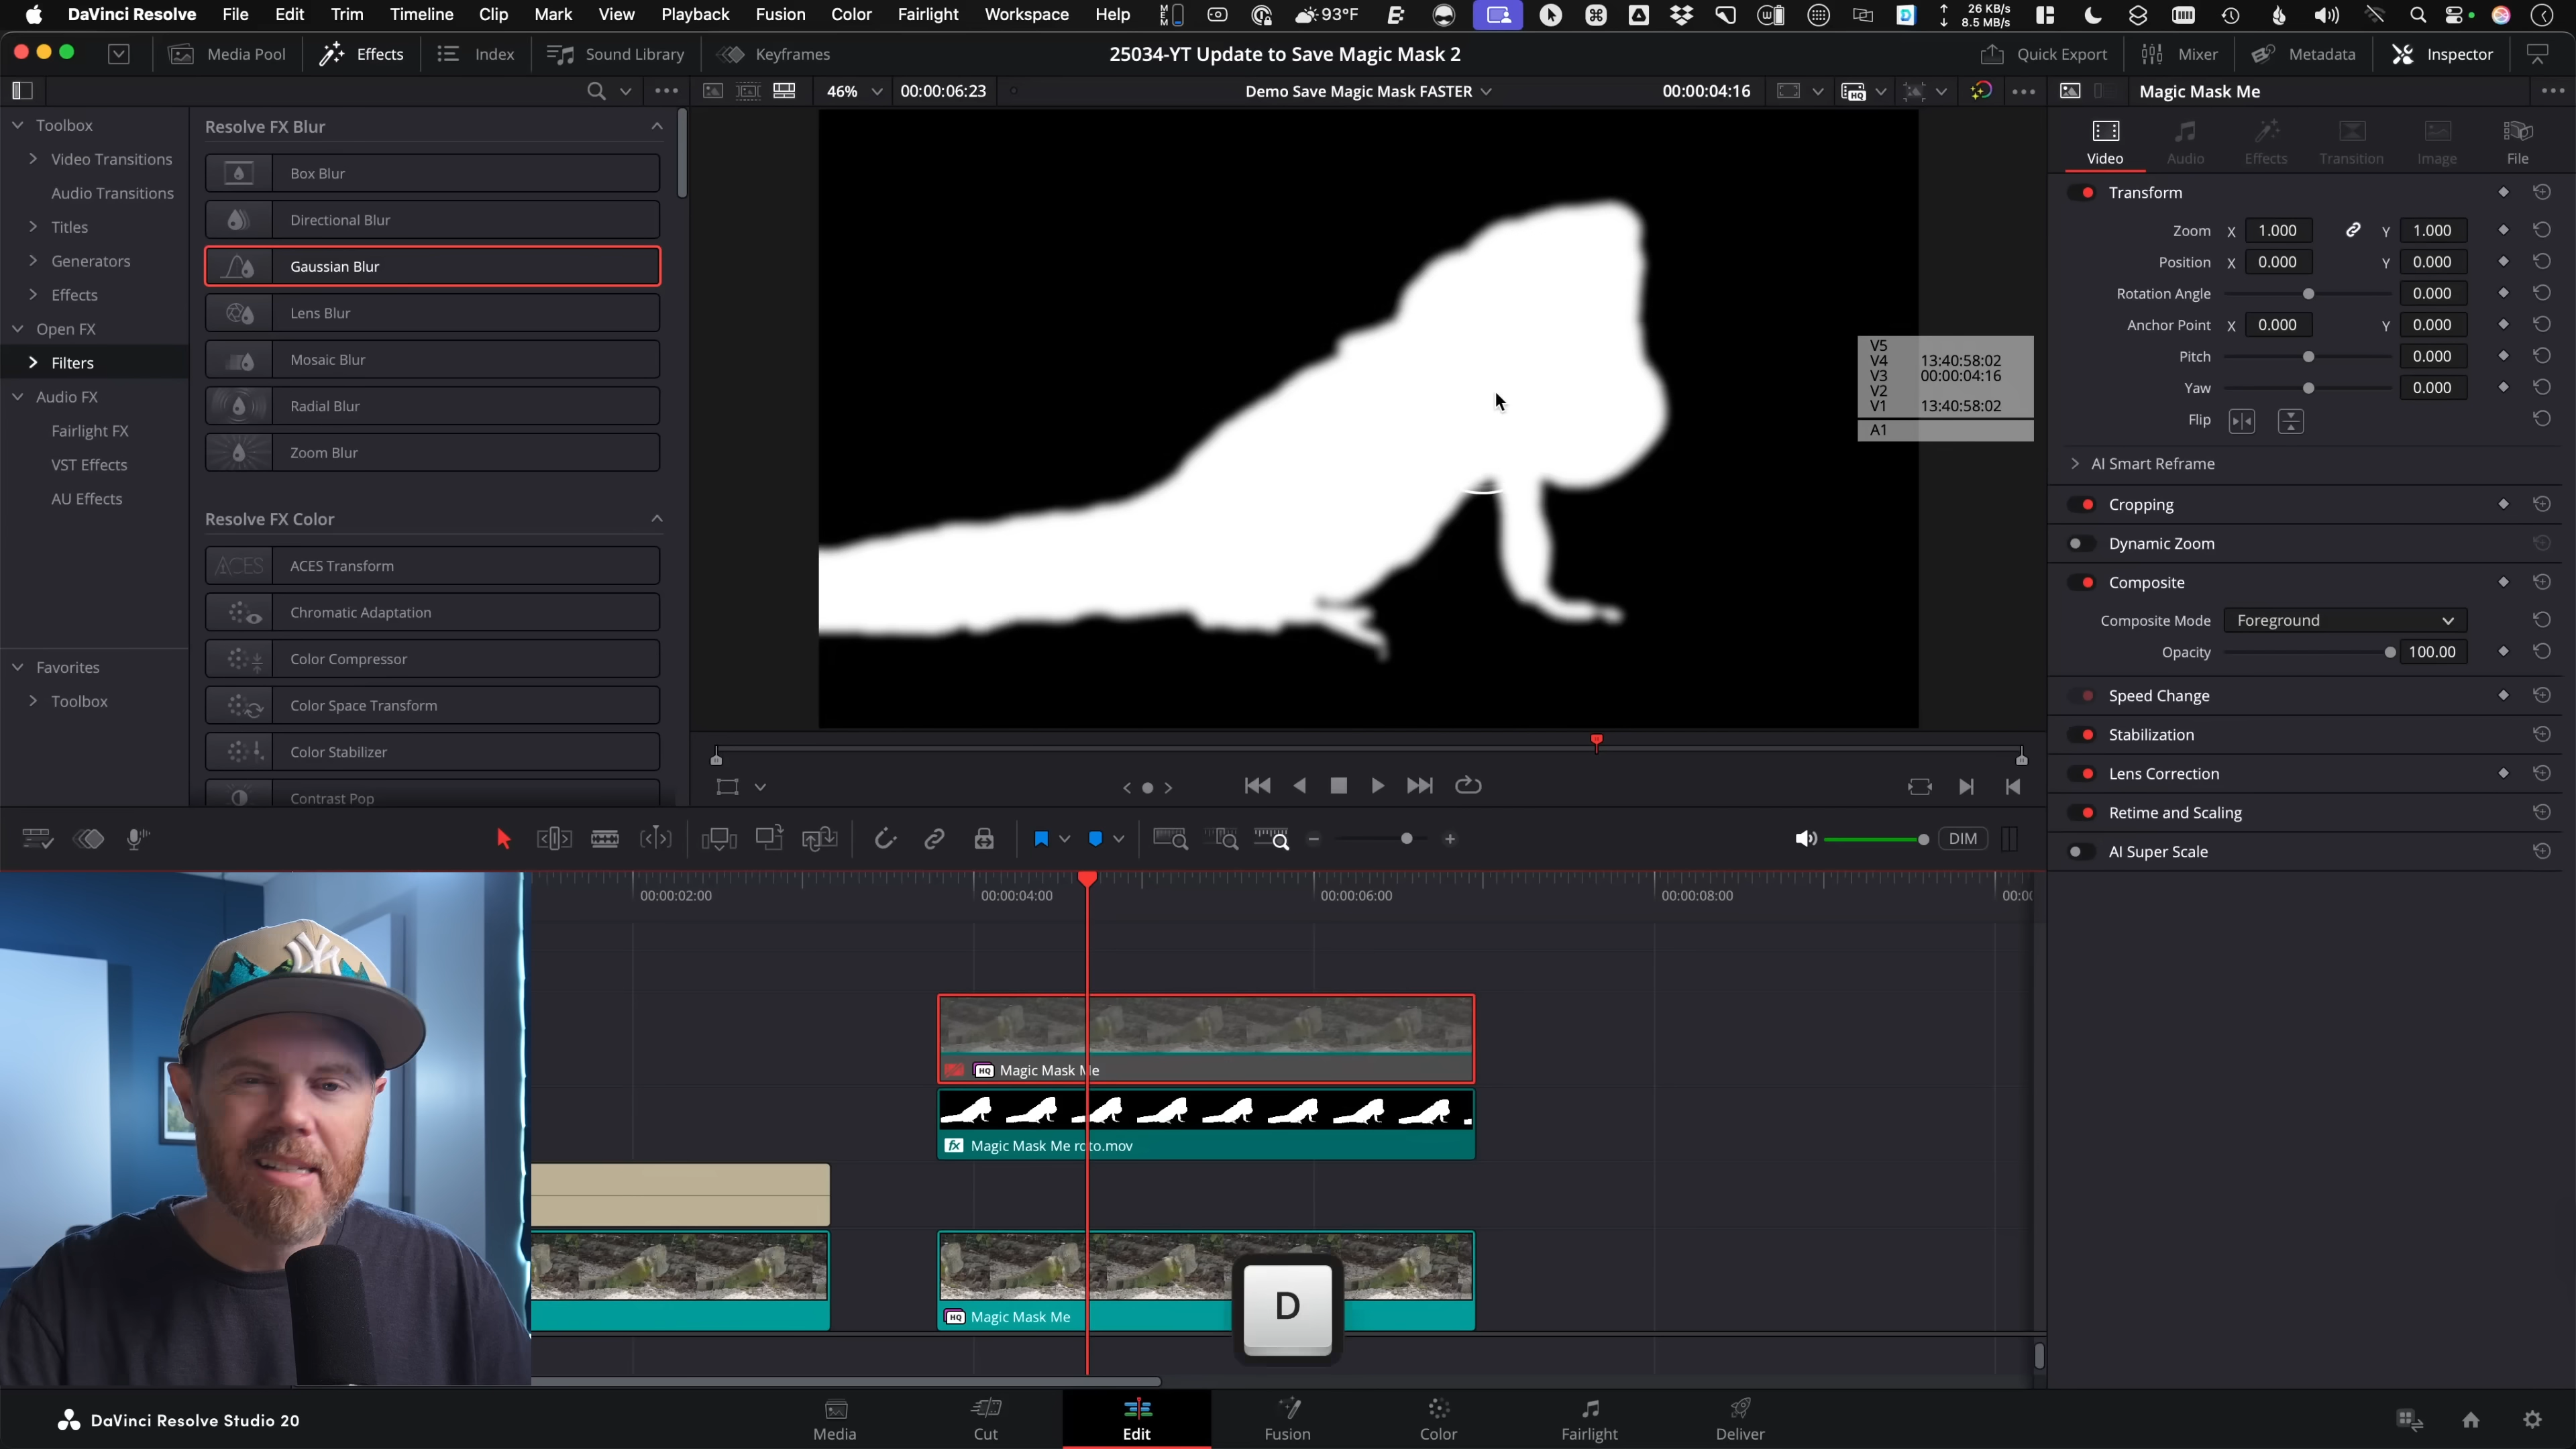 DaVinci Resolve File Edit Trim Timeline Clip Mark View Playback Fusion Color Fairlight Workspace Help 93°F 26 KB/s
8.5 MB/s
Media Pool Effects Index Sound Library Keyframes 25034-YT Update to Save Magic Mask 2 Quick Export Mixer Metadata Inspector
46% 00:00:06:23 Demo Save Magic Mask FASTER 00:00:04:16 Magic Mask Me
Toolbox
Video Transitions
Audio Transitions
Titles
Generators
Effects
Open FX
Filters
Audio FX
Fairlight FX
VST Effects
AU Effects
Favorites
Toolbox
Resolve FX Blur
Box Blur
Directional Blur
Gaussian Blur
Lens Blur
Mosaic Blur
Radial Blur
Zoom Blur
Resolve FX Color
ACES Transform
Chromatic Adaptation
Color Compressor
Color Space Transform
Color Stabilizer
Contrast Pop
V5
V4 13:40:58:02
V3 00:00:04:16
V2
V1 13:40:58:02
A1
Video Audio Effects Transition Image File
Transform
Zoom X 1.000 Y 1.000
Position X 0.000 Y 0.000
Rotation Angle 0.000
Anchor Point X 0.000 Y 0.000
Pitch 0.000
Yaw 0.000
Flip
AI Smart Reframe
Cropping
Dynamic Zoom
Composite
Composite Mode Foreground
Opacity 100.00
Speed Change
Stabilization
Lens Correction
Retime and Scaling
AI Super Scale
DIM
00:00:02:00 00:00:04:00 00:00:06:00 00:00:08:00
HQ Magic Mask Me
fx Magic Mask Me roto.mov
HQ Magic Mask Me
D
DaVinci Resolve Studio 20
Media Cut Edit Fusion Color Fairlight Deliver